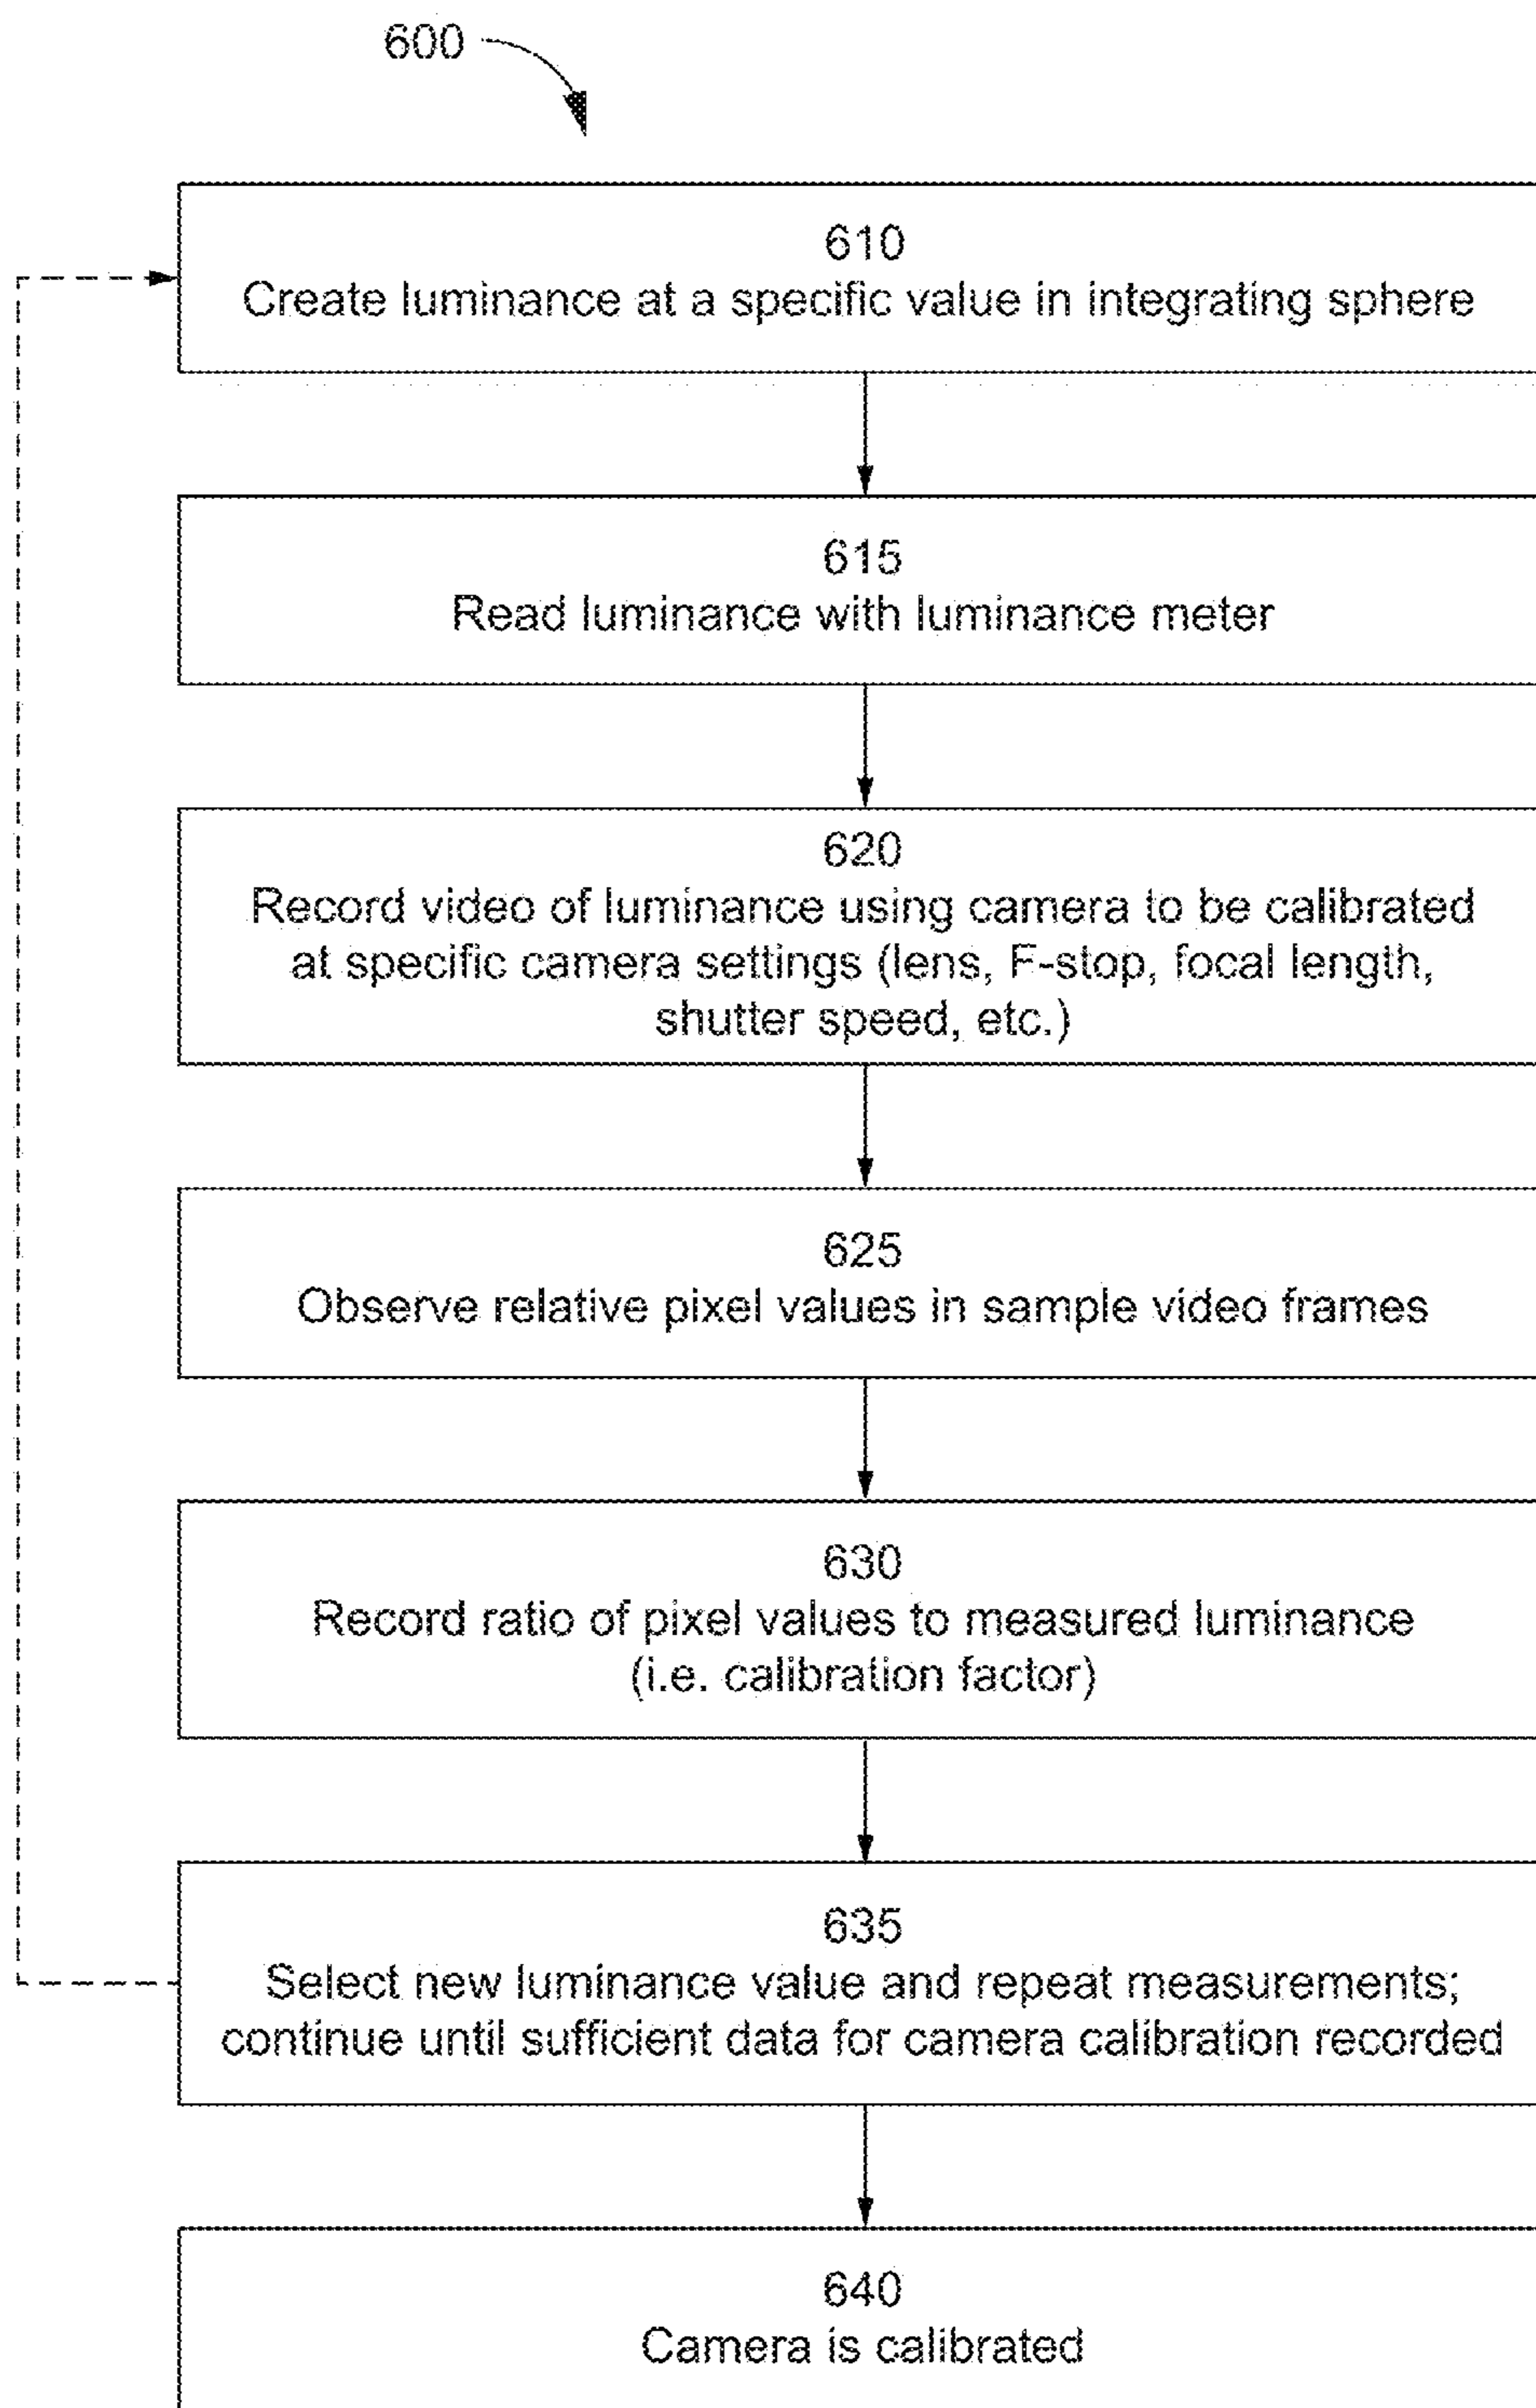 600
610
Create luminance at a specific value in integrating sphere
615
Read luminance with luminance meter
620
Record video of luminance using camera to be calibrated
at specific camera settings (lens, F-stop, focal length,
shutter speed, etc.)
625
Observe relative pixel values in sample video frames
630
Record ratio of pixel values to measured luminance
(i.e. calibration factor)
635
Select new luminance value and repeat measurements;
continue until sufficient data for camera calibration recorded
640
Camera is calibrated